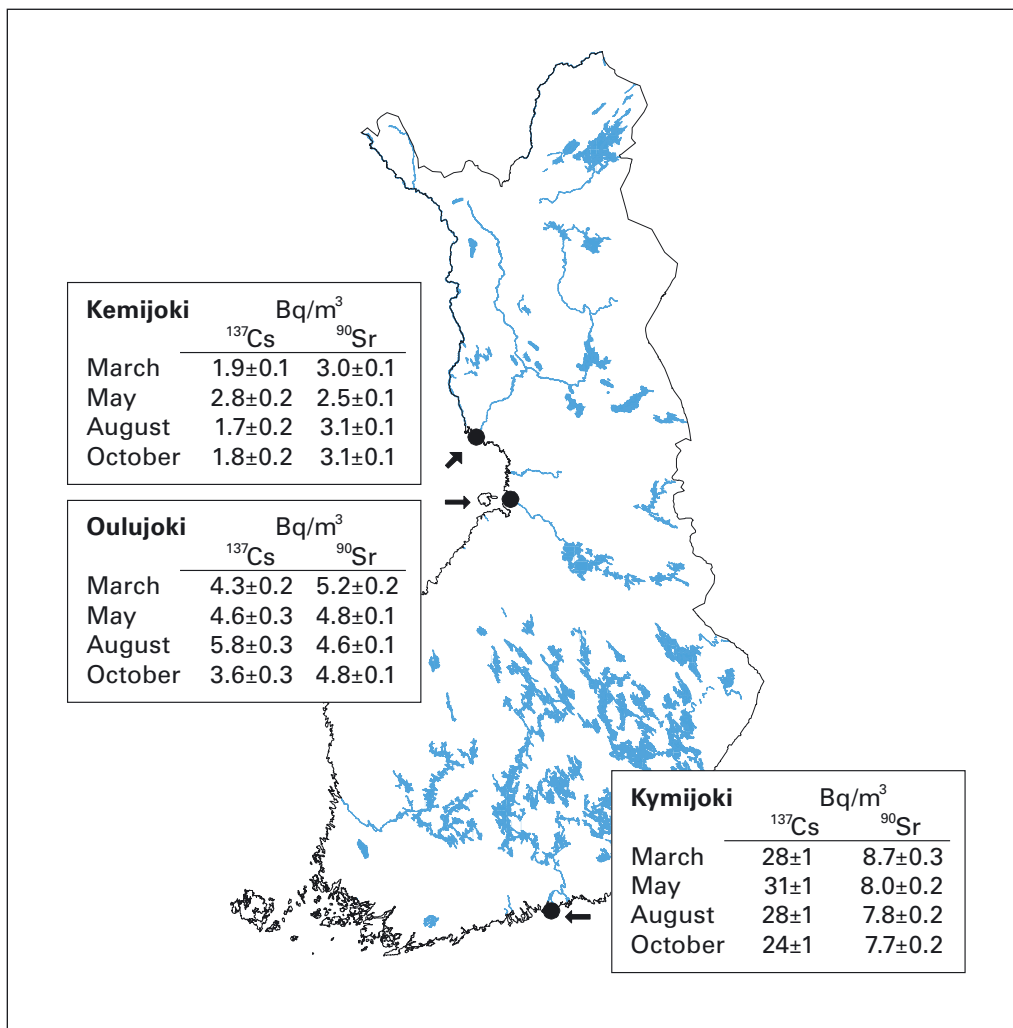 Kemijoki Bq/m³
¹³⁷Cs ⁹⁰Sr
March 1.9±0.1 3.0±0.1
May 2.8±0.2 2.5±0.1
August 1.7±0.2 3.1±0.1
October 1.8±0.2 3.1±0.1
Oulujoki Bq/m³
¹³⁷Cs ⁹⁰Sr
March 4.3±0.2 5.2±0.2
May 4.6±0.3 4.8±0.1
August 5.8±0.3 4.6±0.1
October 3.6±0.3 4.8±0.1
Kymijoki Bq/m³
¹³⁷Cs ⁹⁰Sr
March 28±1 8.7±0.3
May 31±1 8.0±0.2
August 28±1 7.8±0.2
October 24±1 7.7±0.2